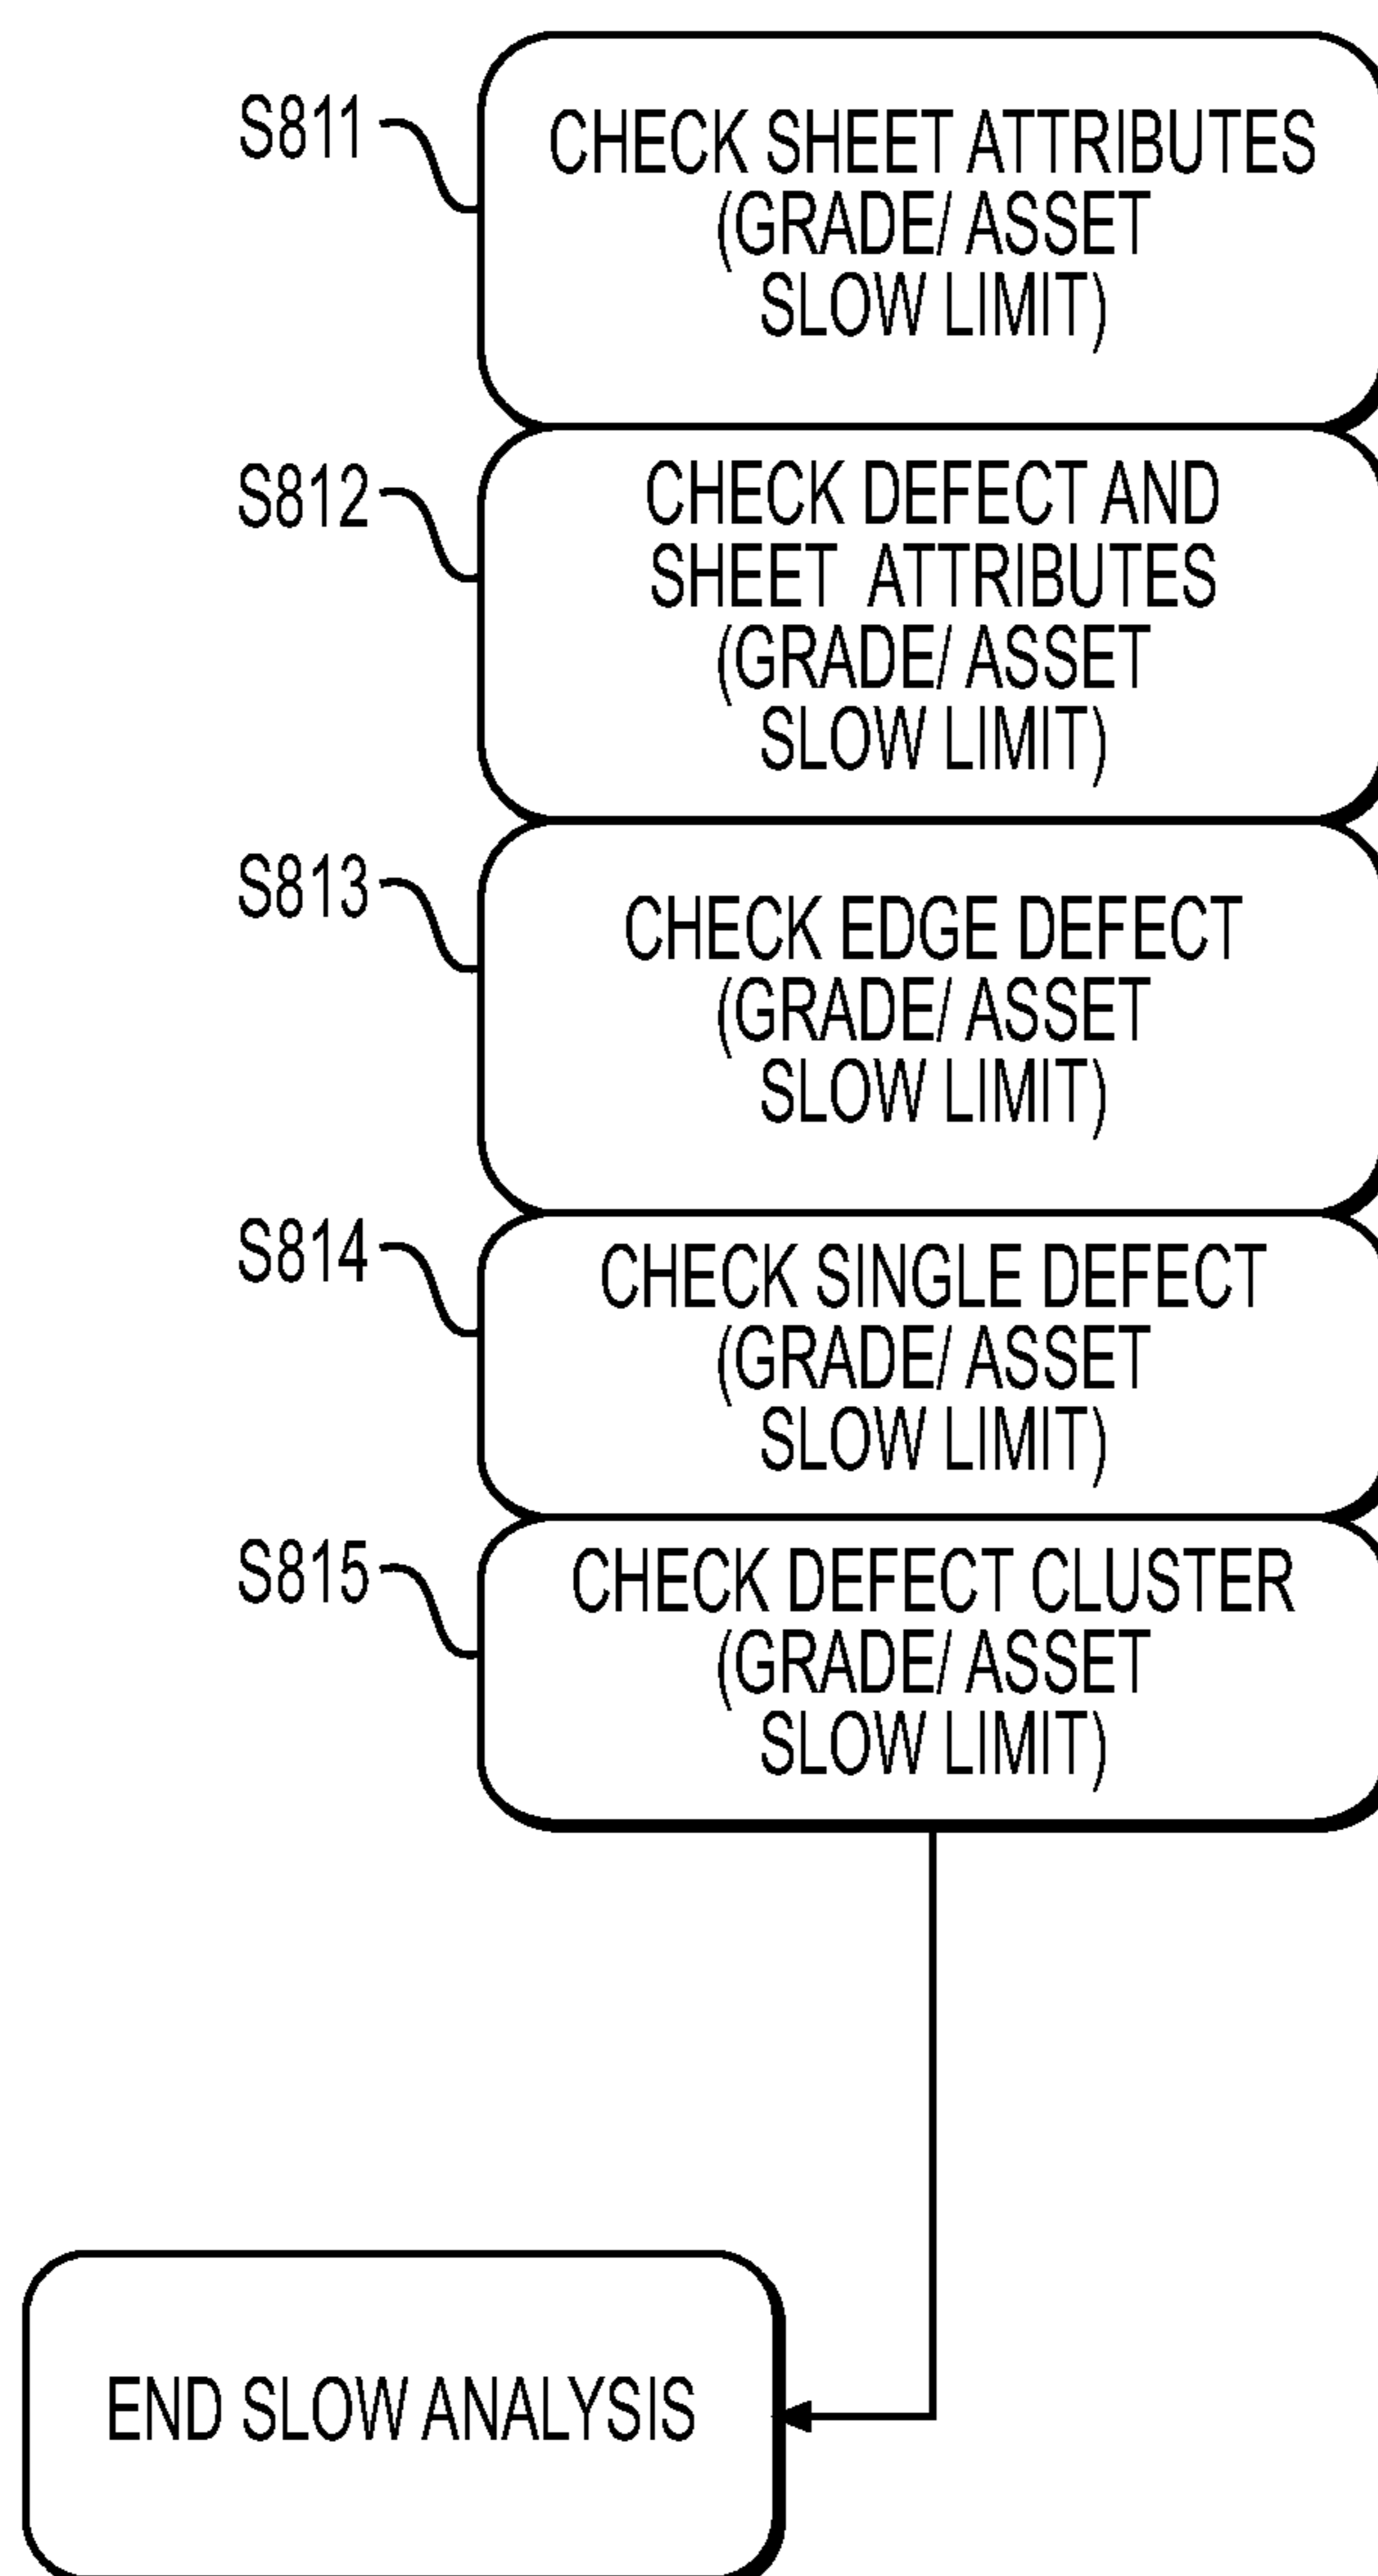 S811
CHECK SHEET ATTRIBUTES
(GRADE/ ASSET
SLOW LIMIT)
S812
CHECK DEFECT AND
SHEET ATTRIBUTES
(GRADE/ ASSET
SLOW LIMIT)
S813
CHECK EDGE DEFECT
(GRADE/ ASSET
SLOW LIMIT)
S814
CHECK SINGLE DEFECT
(GRADE/ ASSET
SLOW LIMIT)
S815
CHECK DEFECT CLUSTER
(GRADE/ ASSET
SLOW LIMIT)
END SLOW ANALYSIS